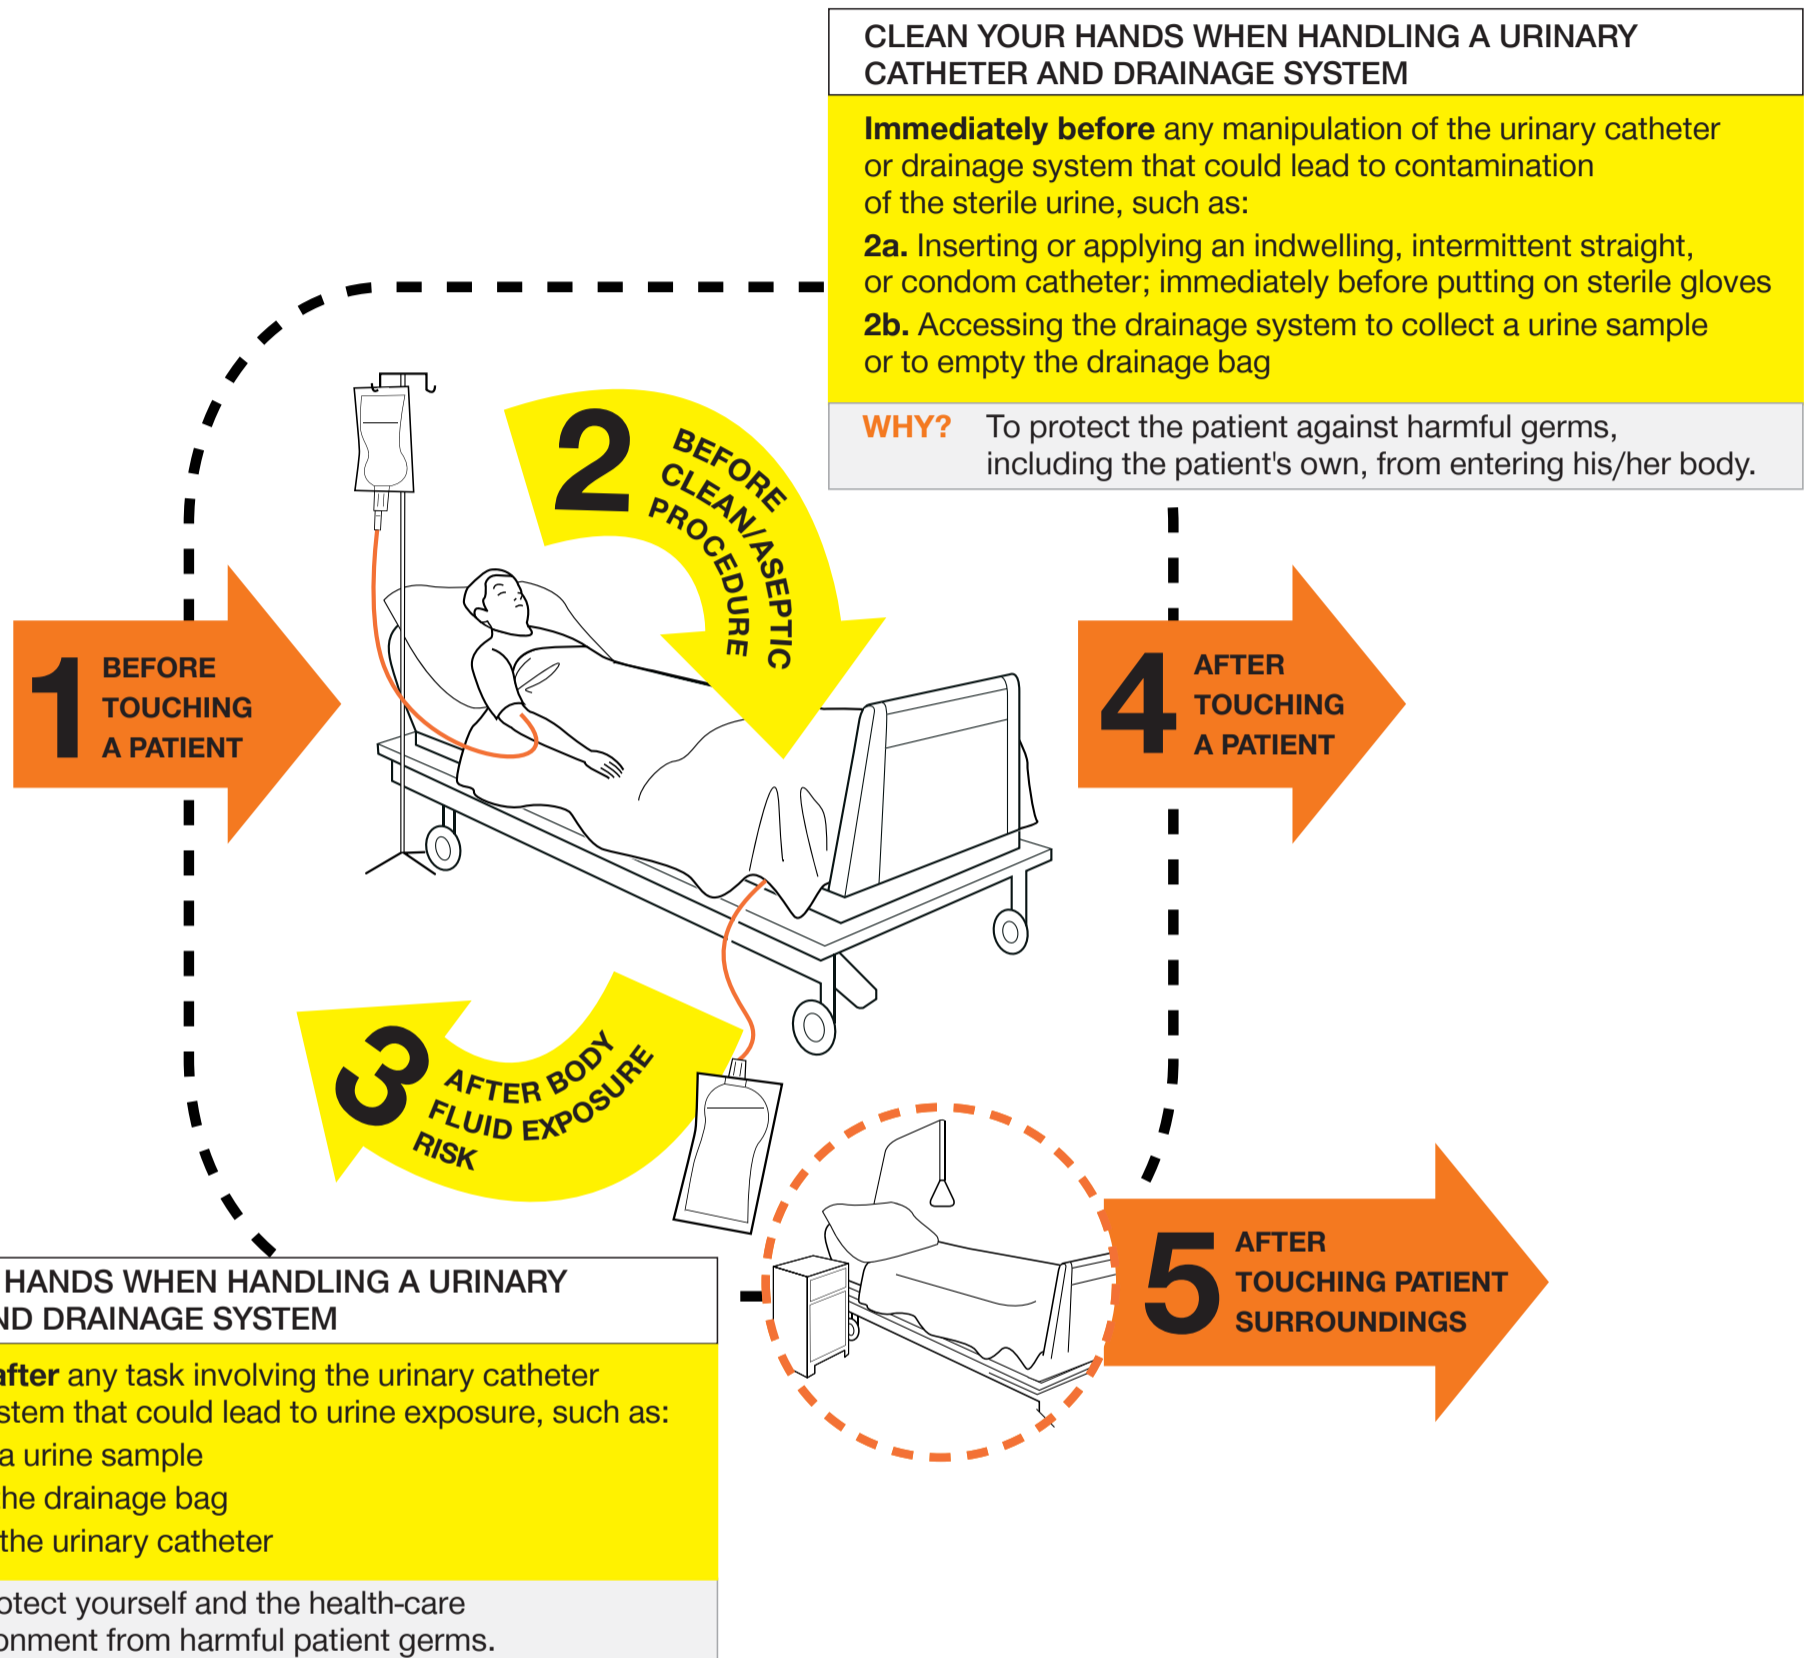 CLEAN YOUR HANDS WHEN HANDLING A URINARY
CATHETER AND DRAINAGE SYSTEM
Immediately before any manipulation of the urinary catheter
or drainage system that could lead to contamination
of the sterile urine, such as:
2a. Inserting or applying an indwelling, intermittent straight,
or condom catheter; immediately before putting on sterile gloves
2b. Accessing the drainage system to collect a urine sample
or to empty the drainage bag
WHY? To protect the patient against harmful germs,
including the patient's own, from entering his/her body.
1 BEFORE
TOUCHING
A PATIENT
2 BEFORE
CLEAN/ASEPTIC
PROCEDURE
3 AFTER BODY
FLUID EXPOSURE
RISK
4 AFTER
TOUCHING
A PATIENT
5 AFTER
TOUCHING PATIENT
SURROUNDINGS
HANDS WHEN HANDLING A URINARY
ND DRAINAGE SYSTEM
after any task involving the urinary catheter
stem that could lead to urine exposure, such as:
a urine sample
he drainage bag
the urinary catheter
otect yourself and the health-care
onment from harmful patient germs.